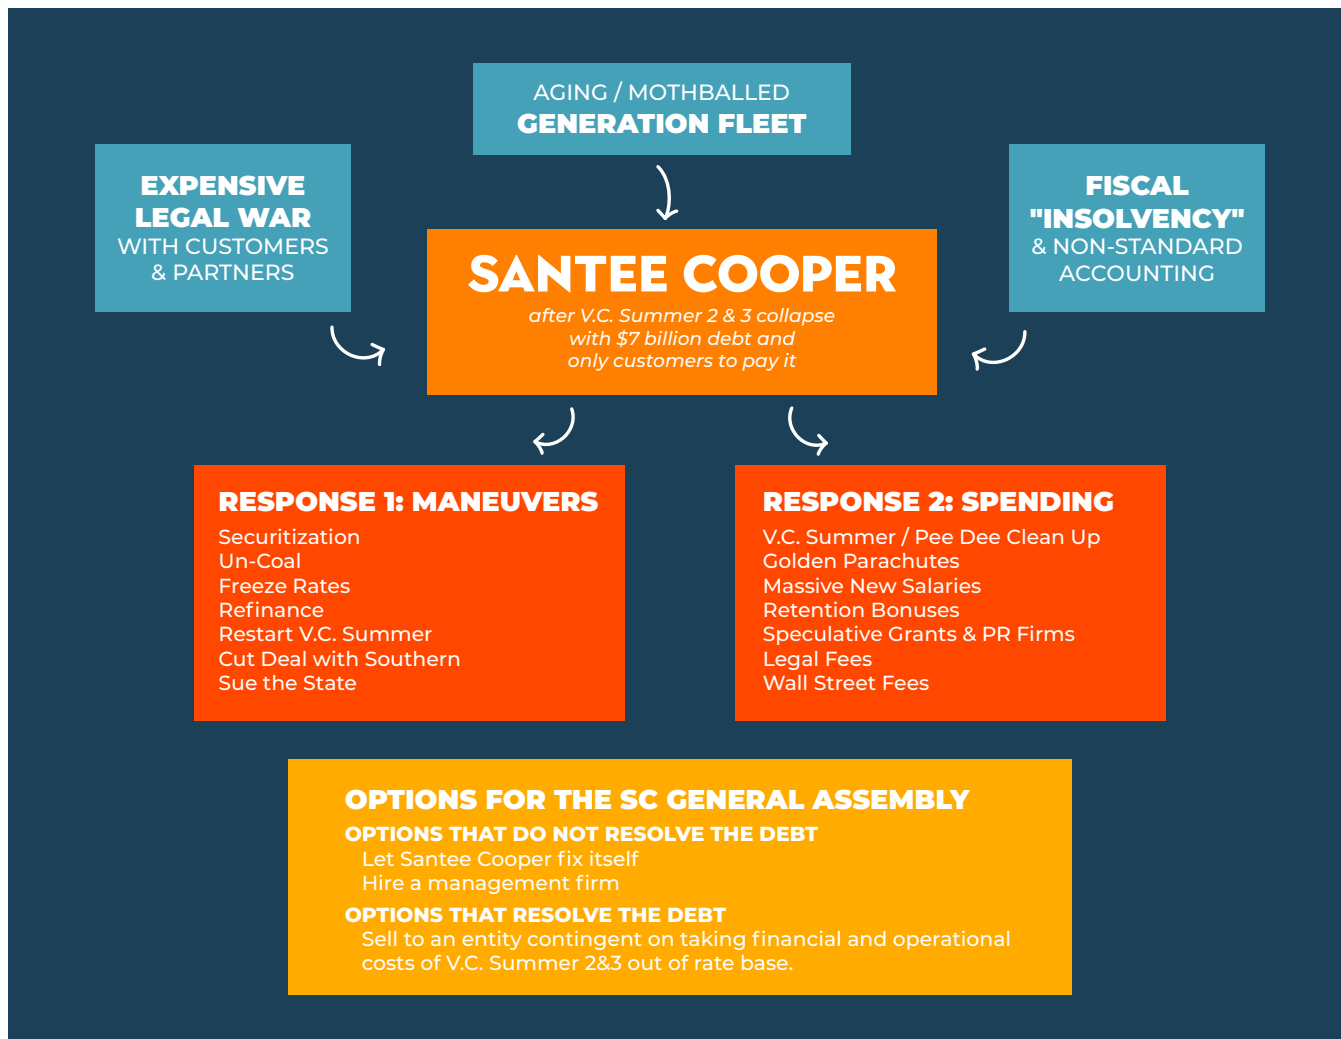 AGING / MOTHBALLED
GENERATION FLEET
EXPENSIVE
LEGAL WAR
WITH CUSTOMERS
& PARTNERS
FISCAL
"INSOLVENCY"
& NON-STANDARD
ACCOUNTING
SANTEE COOPER
after V.C. Summer 2 & 3 collapse
with $7 billion debt and
only customers to pay it
RESPONSE 1: MANEUVERS
Securitization
Un-Coal
Freeze Rates
Refinance
Restart V.C. Summer
Cut Deal with Southern
Sue the State
RESPONSE 2: SPENDING
V.C. Summer / Pee Dee Clean Up
Golden Parachutes
Massive New Salaries
Retention Bonuses
Speculative Grants & PR Firms
Legal Fees
Wall Street Fees
OPTIONS FOR THE SC GENERAL ASSEMBLY
OPTIONS THAT DO NOT RESOLVE THE DEBT
Let Santee Cooper fix itself
Hire a management firm
OPTIONS THAT RESOLVE THE DEBT
Sell to an entity contingent on taking financial and operational
costs of V.C. Summer 2&3 out of rate base.